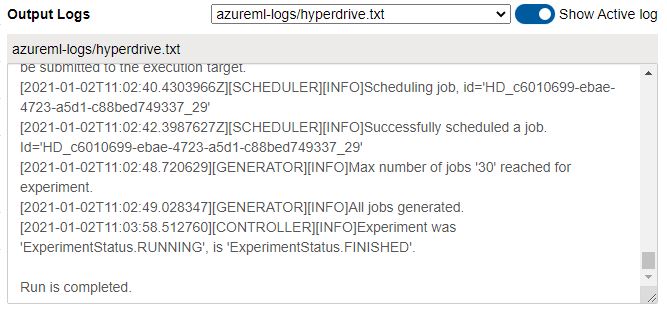 Output Logs azureml-logs/hyperdrive.txt Show Active log
azureml-logs/hyperdrive.txt
be submitted to the execution target.
[2021-01-02T11:02:40.4303966Z][SCHEDULER][INFO]Scheduling job, id='HD_c6010699-ebae-
4723-a5d1-c88bed749337_29'
[2021-01-02T11:02:42.3987627Z][SCHEDULER][INFO]Successfully scheduled a job.
Id='HD_c6010699-ebae-4723-a5d1-c88bed749337_29'
[2021-01-02T11:02:48.720629][GENERATOR][INFO]Max number of jobs '30' reached for
experiment.
[2021-01-02T11:02:49.028347][GENERATOR][INFO]All jobs generated.
[2021-01-02T11:03:58.512760][CONTROLLER][INFO]Experiment was
'ExperimentStatus.RUNNING', is 'ExperimentStatus.FINISHED'.
Run is completed.